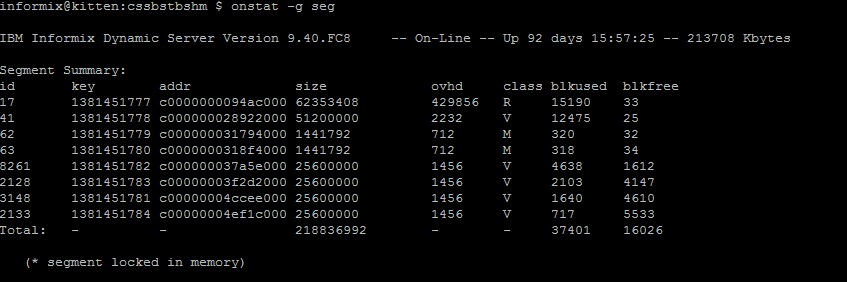 informix@kitten:cssbstbshm $ onstat -g seg
IBM Informix Dynamic Server Version 9.40.FC8     -- On-Line -- Up 92 days 15:57:25 -- 213708 Kbytes
Segment Summary:
id       key        addr             size       ovhd     class blkused  blkfree
17       1381451777 c0000000094ac000 62353408   429856   R     15190    33
41       1381451778 c000000028922000 51200000   2232     V     12475    25
62       1381451779 c000000031794000 1441792    712      M     320      32
63       1381451780 c0000000318f4000 1441792    712      M     318      34
8261     1381451782 c000000037a5e000 25600000   1456     V     4638     1612
2128     1381451783 c00000003f2d2000 25600000   1456     V     2103     4147
3148     1381451781 c00000004ccee000 25600000   1456     V     1640     4610
2133     1381451784 c00000004ef1c000 25600000   1456     V     717      5533
Total:   -          -                218836992  -        -     37401    16026
(* segment locked in memory)